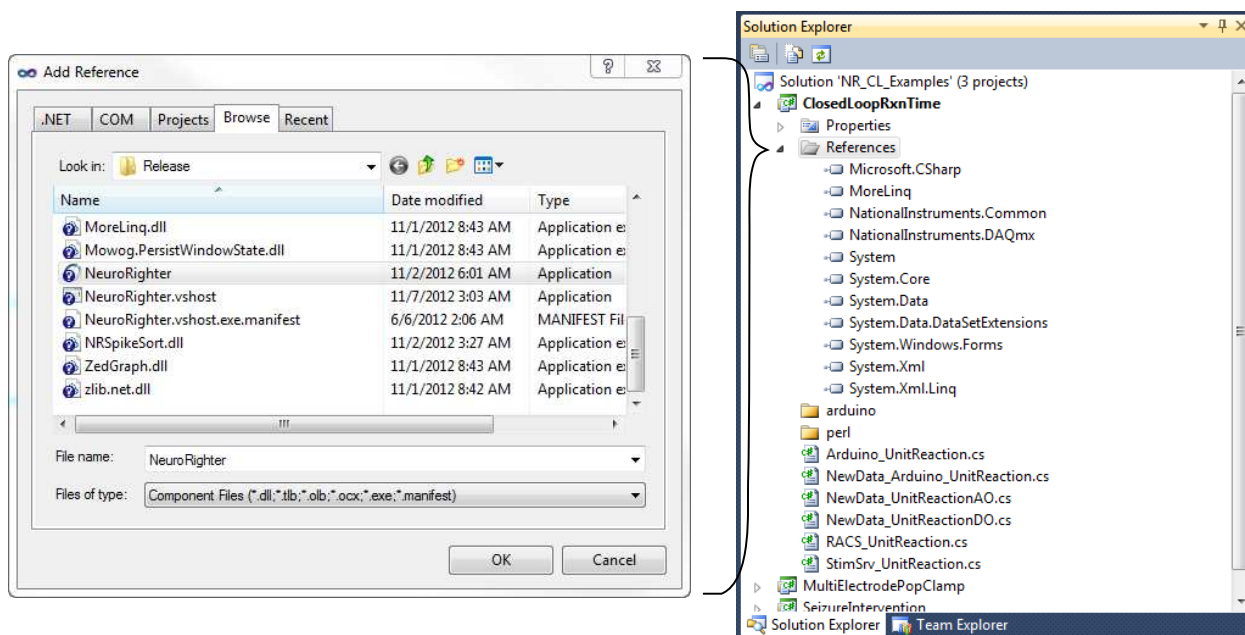 Add Reference
.NET COM Projects Browse Recent
Look in: Release
Name Date modified Type
MoreLinq.dll 11/1/2012 8:43 AM Application e
Mowog.PersistWindowState.dll 11/1/2012 8:43 AM Application e
NeuroRighter 11/2/2012 6:01 AM Application
NeuroRighter.vshost 11/7/2012 3:03 AM Application
NeuroRighter.vshost.exe.manifest 6/6/2012 2:06 AM MANIFEST Fil
NRSpikeSort.dll 11/2/2012 3:27 AM Application e
ZedGraph.dll 11/1/2012 8:43 AM Application e
zlib.net.dll 11/1/2012 8:42 AM Application e
File name: NeuroRighter
Files of type: Component Files (*.dll;*.tlb;*.olb;*.ocx;*.exe;*.manifest)
OK Cancel
Solution Explorer
Solution 'NR_CL_Examples' (3 projects)
ClosedLoopRxnTime
Properties
References
Microsoft.CSharp
MoreLinq
NationalInstruments.Common
NationalInstruments.DAQmx
System
System.Core
System.Data
System.Data.DataSetExtensions
System.Windows.Forms
System.Xml
System.Xml.Linq
arduino
perl
Arduino_UnitReaction.cs
NewData_Arduino_UnitReaction.cs
NewData_UnitReactionAO.cs
NewData_UnitReactionDO.cs
RACS_UnitReaction.cs
StimSrv_UnitReaction.cs
MultiElectrodePopClamp
SeizureIntervention
Solution Explorer Team Explorer